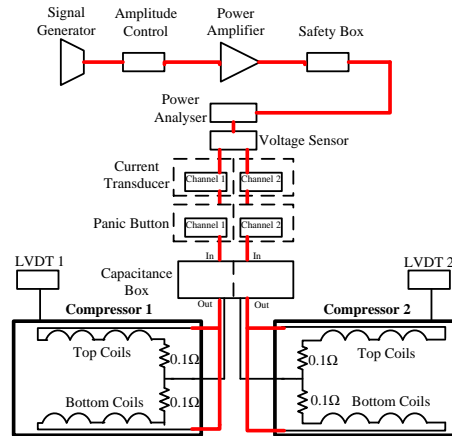 Signal Generator
Amplitude Control
Power Amplifier
Safety Box
Power Analyser
Voltage Sensor
Current Transducer
Channel 1
Channel 2
Panic Button
Channel 1
Channel 2
In
In
LVDT 1
Capacitance Box
LVDT 2
Out
Out
Compressor 1
Compressor 2
Top Coils
0.1Ω
0.1Ω
Top Coils
Bottom Coils
0.1Ω
0.1Ω
Bottom Coils